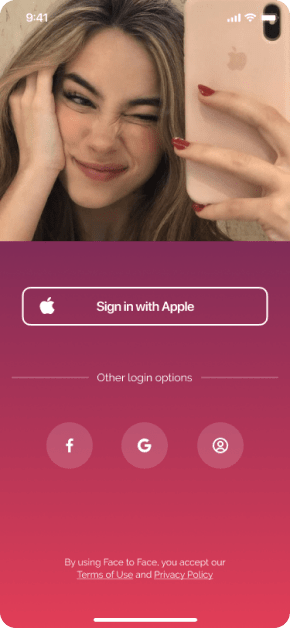 9:41
Sign in with Apple
Other login options
By using Face to Face, you accept our
Terms of Use and Privacy Policy